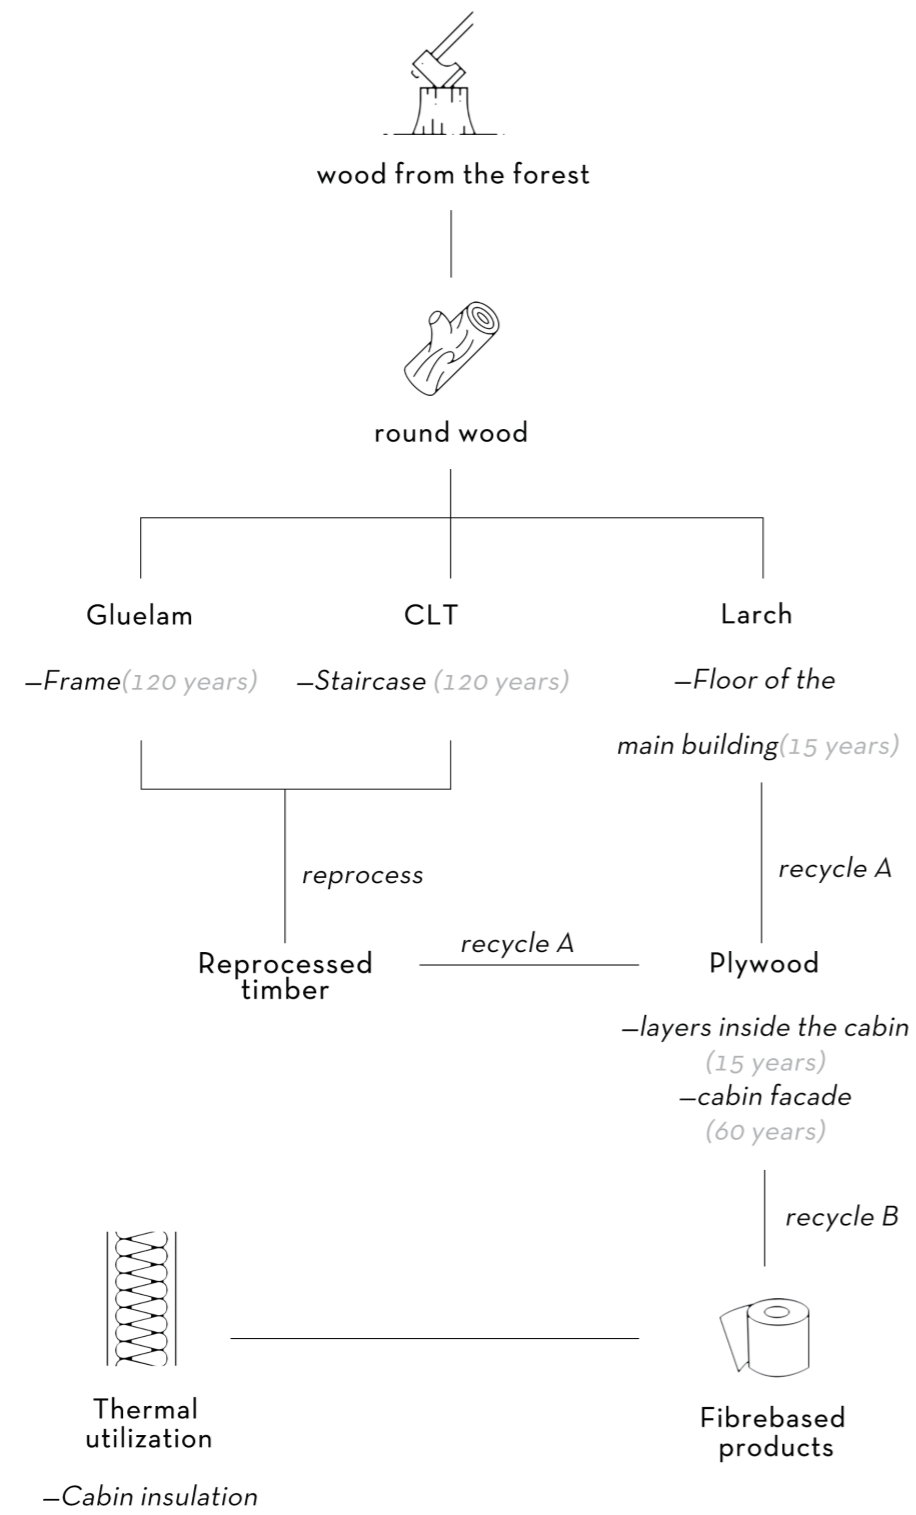 wood from the forest
round wood
Gluelam
CLT
Larch
—Frame(120 years)
—Staircase (120 years)
—Floor of the
main building(15 years)
reprocess
recycle A
Reprocessed
timber
recycle A
Plywood
—layers inside the cabin
(15 years)
—cabin facade
(60 years)
recycle B
Thermal
utilization
—Cabin insulation
Fibrebased
products